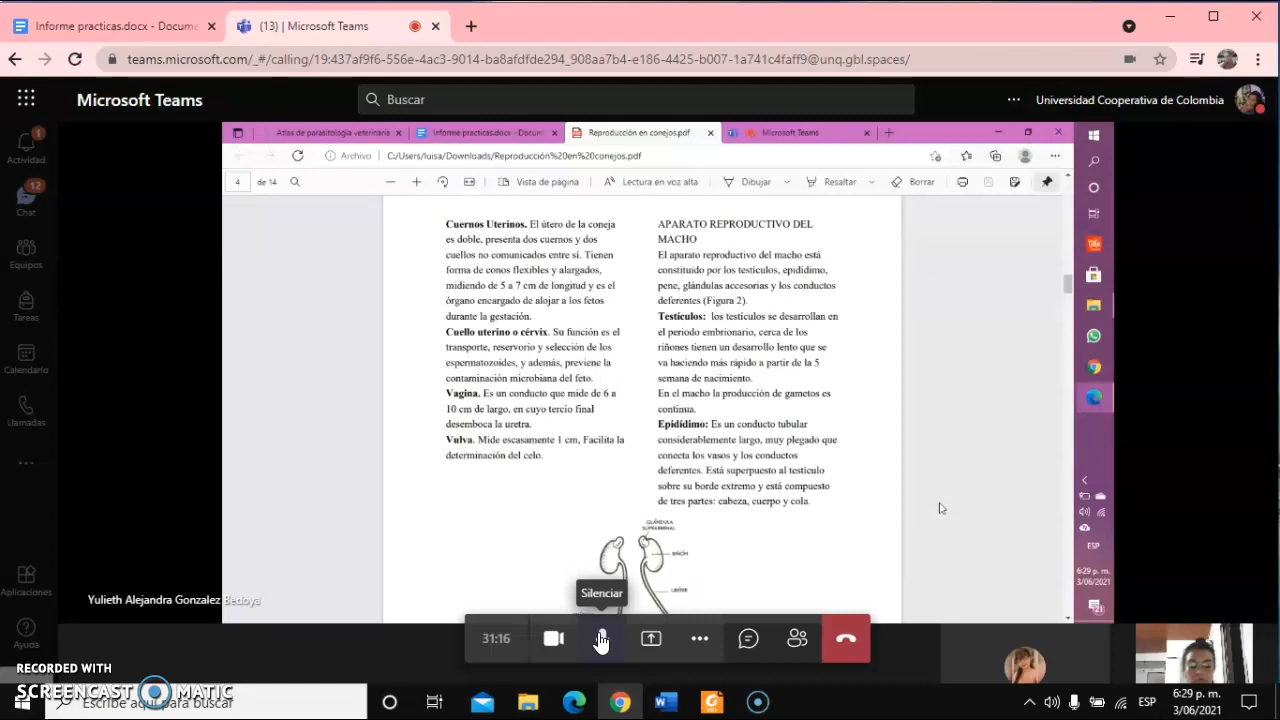 Informe practicas.docx - Docume
(13) | Microsoft Teams
teams.microsoft.com/_#/calling/19:437af9f6-556e-4ac3-9014-ba8afdfde294_908aa7b4-e186-4425-b007-1a741c4faff9@unq.gbl.spaces/
Microsoft Teams
Buscar
Universidad Cooperativa de Colombia
1
Actividad
12
Chat
Equipos
Tareas
Calendario
Llamadas
Aplicaciones
Ayuda
Atlas de parasitología veterinaria
Informe practicas.docx - Docum
Reproducción en conejos.pdf
Microsoft Teams
Archivo
C:/Users/luisa/Downloads/Reproducción%20en%20conejos.pdf
4 de 14
Vista de página
Lectura en voz alta
Dibujar
Resaltar
Borrar
Cuernos Uterinos. El útero de la coneja
es doble, presenta dos cuernos y dos
cuellos no comunicados entre sí. Tienen
forma de conos flexibles y alargados,
midiendo de 5 a 7 cm de longitud y es el
órgano encargado de alojar a los fetos
durante la gestación.
Cuello uterino o cérvix. Su función es el
transporte, reservorio y selección de los
espermatozoides, y además, previene la
contaminación microbiana del feto.
Vagina. Es un conducto que mide de 6 a
10 cm de largo, en cuyo tercio final
desemboca la uretra.
Vulva. Mide escasamente 1 cm, Facilita la
determinación del celo.
APARATO REPRODUCTIVO DEL
MACHO
El aparato reproductivo del macho está
constituido por los testículos, epidídimo,
pene, glándulas accesorias y los conductos
deferentes (Figura 2).
Testículos: los testículos se desarrollan en
el periodo embrionario, cerca de los
riñones tienen un desarrollo lento que se
va haciendo más rápido a partir de la 5
semana de nacimiento.
En el macho la producción de gametos es
continua.
Epidídimo: Es un conducto tubular
considerablemente largo, muy plegado que
conecta los vasos y los conductos
deferentes. Está superpuesto al testículo
sobre su borde extremo y está compuesto
de tres partes: cabeza, cuerpo y cola.
GLÁNDULA
SUPRARRENAL
RIÑÓN
URÉTER
ESP
6:29 p. m.
3/06/2021
21
Yulieth Alejandra Gonzalez Bedoya
Silenciar
31:16
RECORDED WITH
SCREENCAST MATIC
Escribe aquí para buscar
ESP
6:29 p. m.
3/06/2021